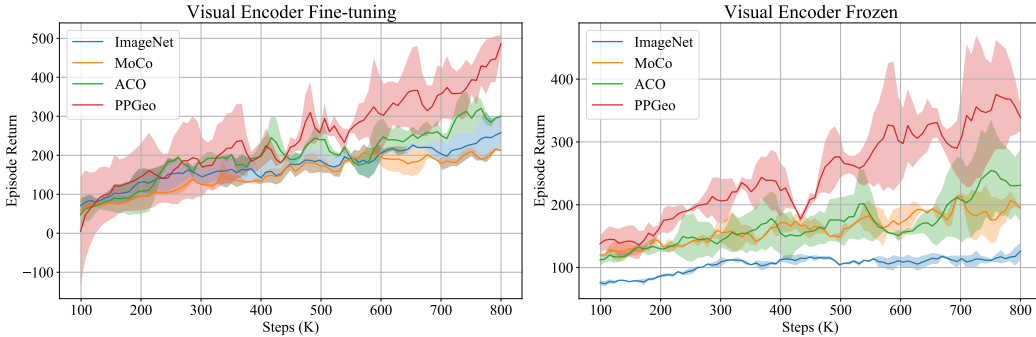 Visual Encoder Fine-tuning
500
400
300
200
100
0
−100
Episode Return
ImageNet
MoCo
ACO
PPGeo
100 200 300 400 500 600 700 800
Steps (K)
Visual Encoder Frozen
400
300
200
100
Episode Return
ImageNet
MoCo
ACO
PPGeo
100 200 300 400 500 600 700 800
Steps (K)